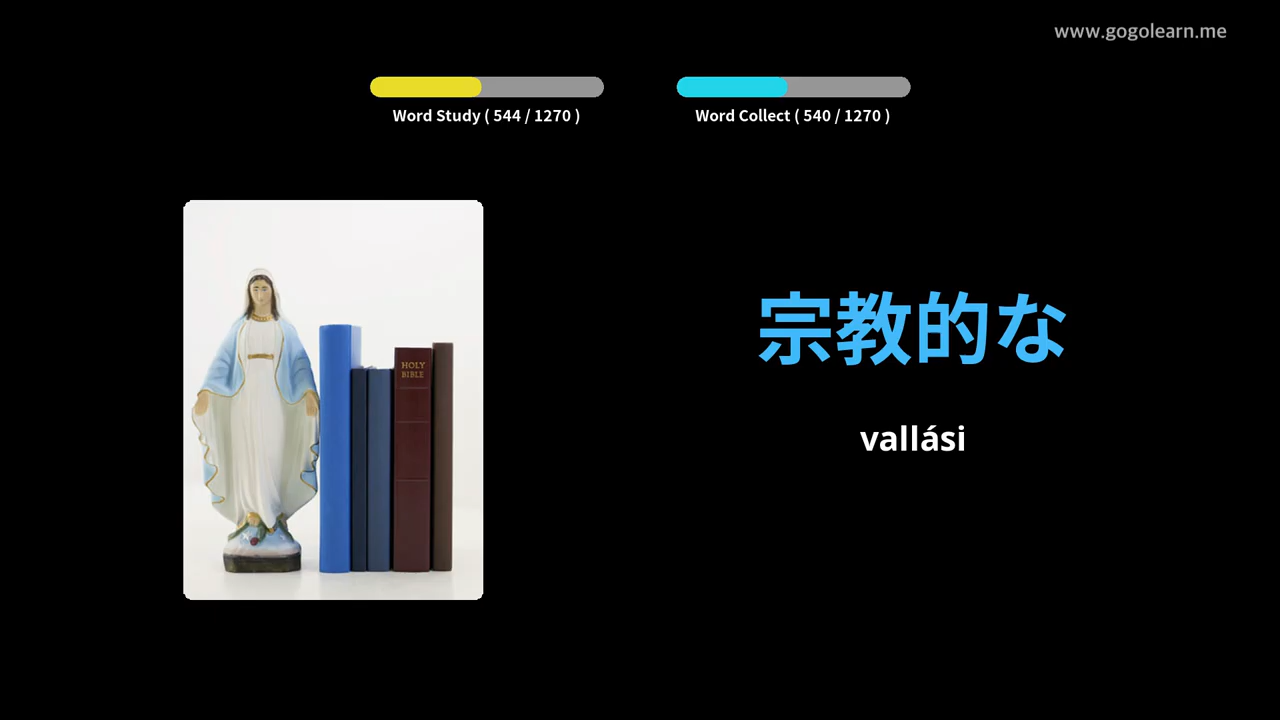 www.gogolearn.me
Word Study ( 544 / 1270 )
Word Collect ( 540 / 1270 )
HOLY
BIBLE
宗教的な
vallási